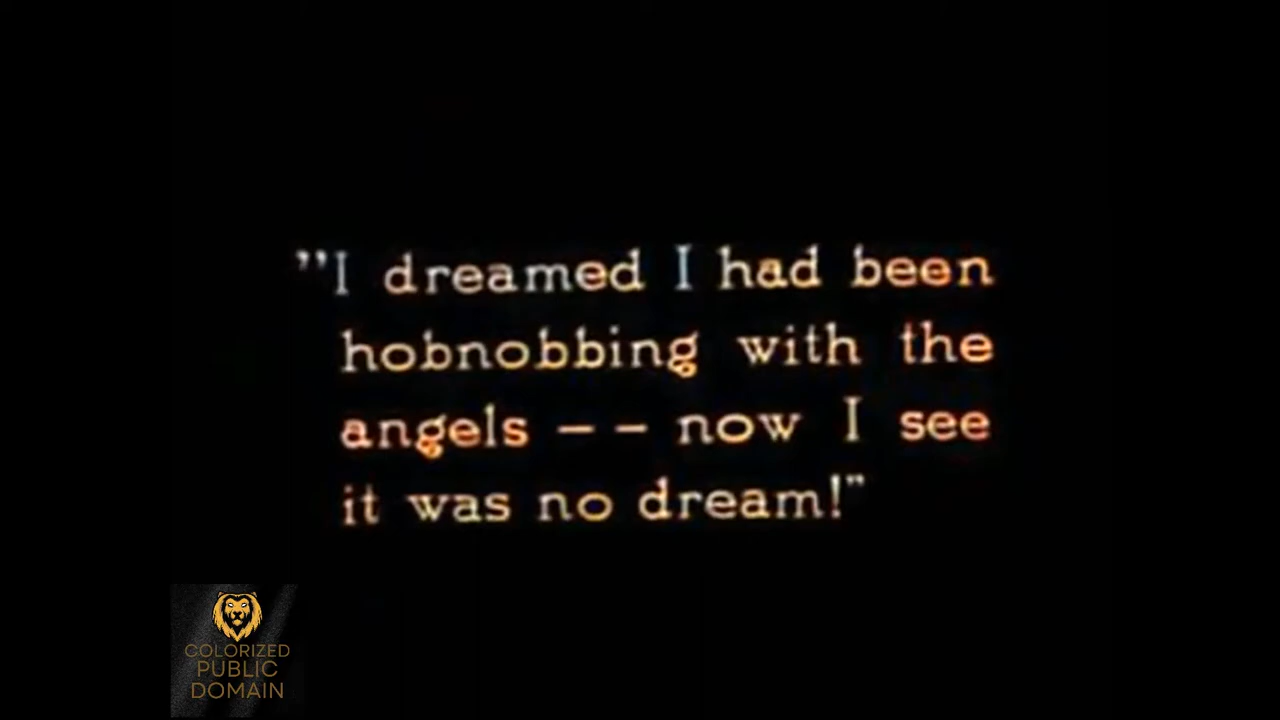 ”I dreamed I had been
hobnobbing with the
angels -- now I see
it was no dream!"
COLORIZED
PUBLIC
DOMAIN